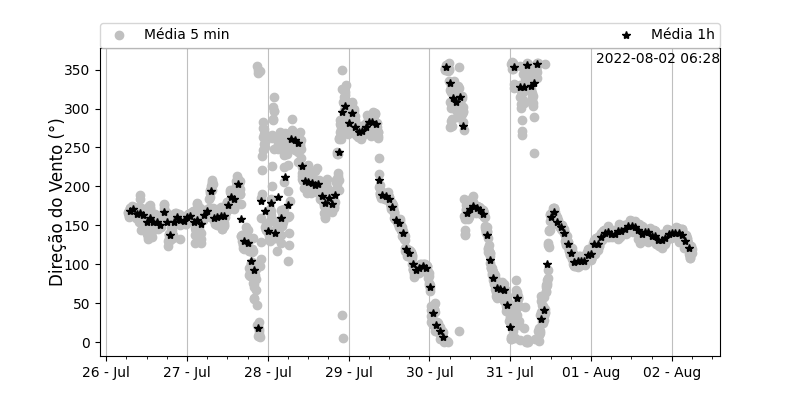 Média 5 min
Média 1h
2022-08-02 06:28
Direção do Vento (°)
350
300
250
200
150
100
50
0
26 - Jul
27 - Jul
28 - Jul
29 - Jul
30 - Jul
31 - Jul
01 - Aug
02 - Aug